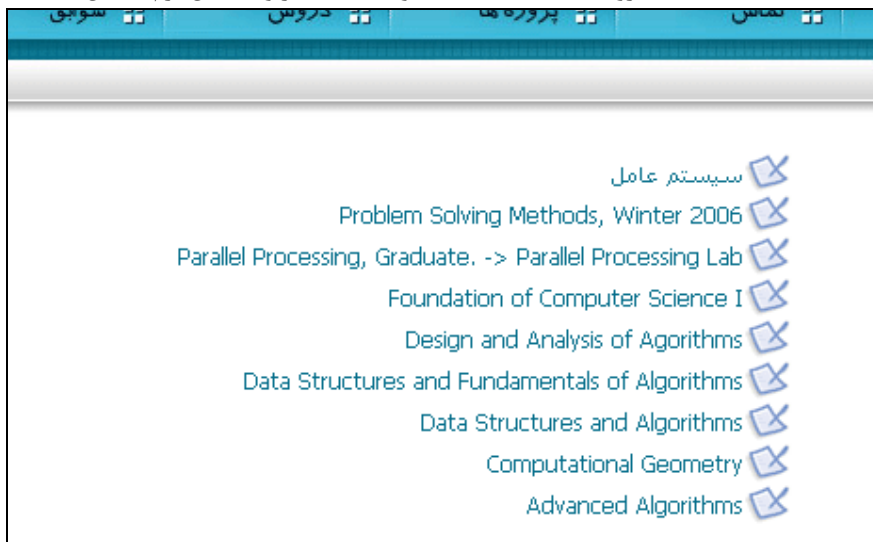 تماس پروژه ها دروس سوابق
سیستم عامل
Problem Solving Methods, Winter 2006
Parallel Processing, Graduate. -> Parallel Processing Lab
Foundation of Computer Science I
Design and Analysis of Agorithms
Data Structures and Fundamentals of Algorithms
Data Structures and Algorithms
Computational Geometry
Advanced Algorithms